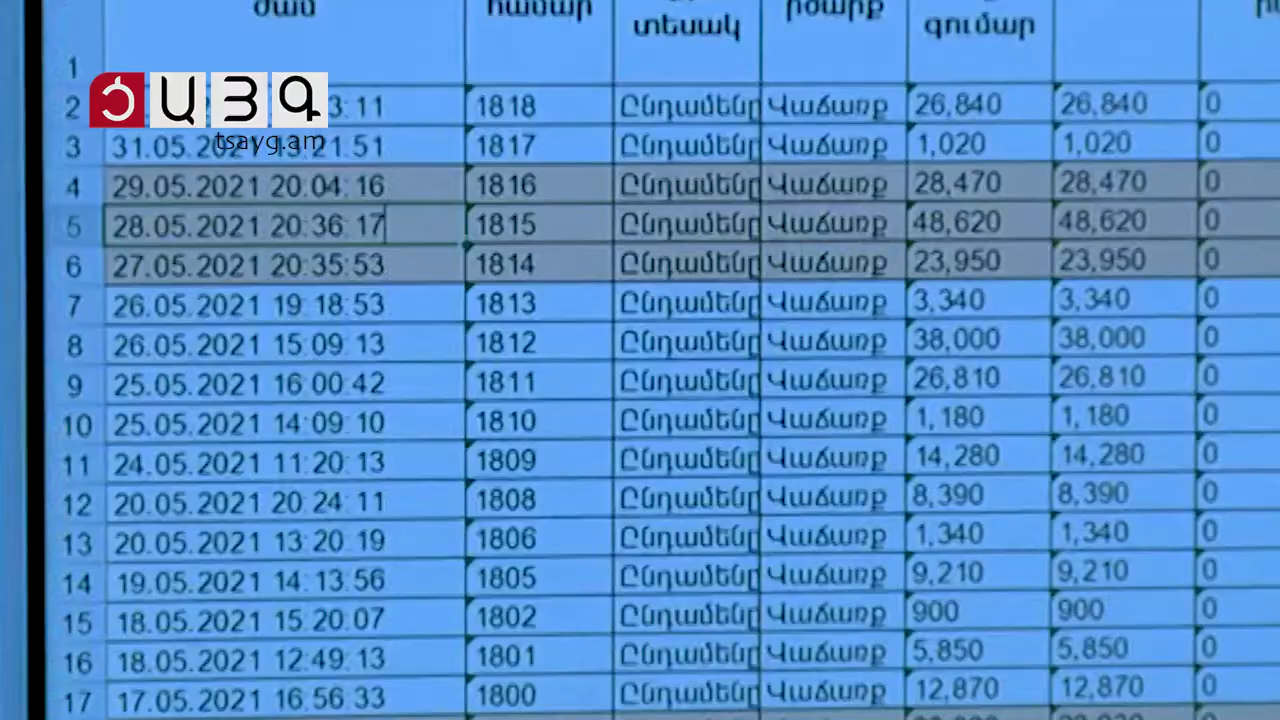 ժամ համար տեսակ գումար
1
ՑԱՅԳ
tsayg.am
2 3:11 1818 Ընդամենը Վաճառք 26,840 26,840 0
3 31.05.2021 13:21:51 1817 Ընդամենը Վաճառք 1,020 1,020 0
4 29.05.2021 20:04:16 1816 Ընդամենը Վաճառք 28,470 28,470 0
5 28.05.2021 20:36:17 1815 Ընդամենը Վաճառք 48,620 48,620 0
6 27.05.2021 20:35:53 1814 Ընդամենը Վաճառք 23,950 23,950 0
7 26.05.2021 19:18:53 1813 Ընդամենը Վաճառք 3,340 3,340 0
8 26.05.2021 15:09:13 1812 Ընդամենը Վաճառք 38,000 38,000 0
9 25.05.2021 16:00:42 1811 Ընդամենը Վաճառք 26,810 26,810 0
10 25.05.2021 14:09:10 1810 Ընդամենը Վաճառք 1,180 1,180 0
11 24.05.2021 11:20:13 1809 Ընդամենը Վաճառք 14,280 14,280 0
12 20.05.2021 20:24:11 1808 Ընդամենը Վաճառք 8,390 8,390 0
13 20.05.2021 13:20:19 1806 Ընդամենը Վաճառք 1,340 1,340 0
14 19.05.2021 14:13:56 1805 Ընդամենը Վաճառք 9,210 9,210 0
15 18.05.2021 15:20:07 1802 Ընդամենը Վաճառք 900 900 0
16 18.05.2021 12:49:13 1801 Ընդամենը Վաճառք 5,850 5,850 0
17 17.05.2021 16:56:33 1800 Ընդամենը Վաճառք 12,870 12,870 0